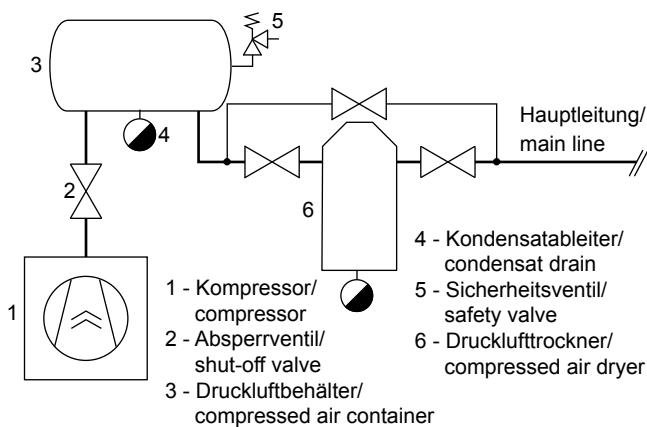 5
3
4
Hauptleitung/
main line
2
6
1
1 - Kompressor/
compressor
2 - Absperrventil/
shut-off valve
3 - Druckluftbehälter/
compressed air container
4 - Kondensatableiter/
condensat drain
5 - Sicherheitsventil/
safety valve
6 - Drucklufttrockner/
compressed air dryer